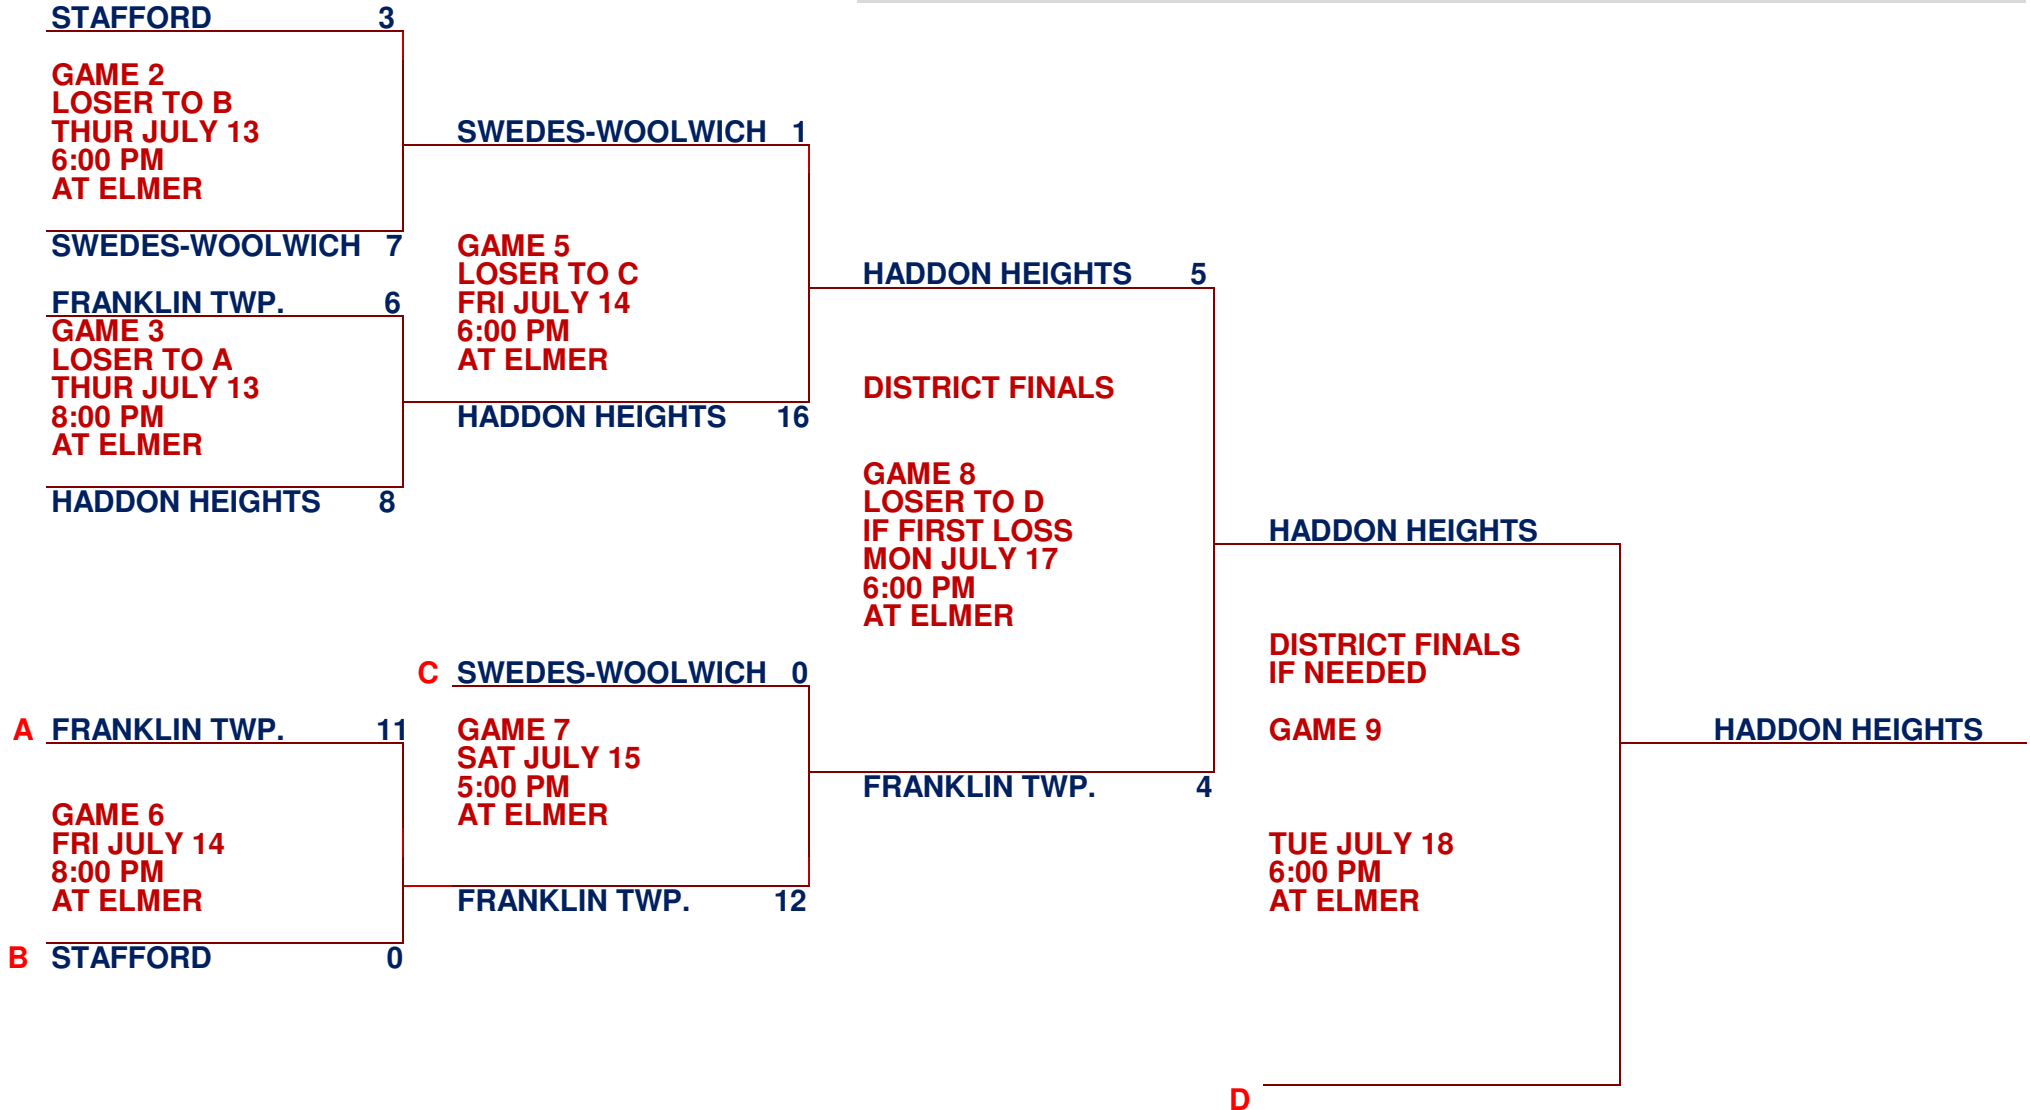 STAFFORD 3
GAME 2
LOSER TO B
THUR JULY 13
6:00 PM
AT ELMER
SWEDES-WOOLWICH 7
FRANKLIN TWP. 6
GAME 3
LOSER TO A
THUR JULY 13
8:00 PM
AT ELMER
HADDON HEIGHTS 8
SWEDES-WOOLWICH 1
GAME 5
LOSER TO C
FRI JULY 14
6:00 PM
AT ELMER
HADDON HEIGHTS 16
HADDON HEIGHTS 5
DISTRICT FINALS
GAME 8
LOSER TO D
IF FIRST LOSS
MON JULY 17
6:00 PM
AT ELMER
FRANKLIN TWP. 4
A FRANKLIN TWP. 11
GAME 6
FRI JULY 14
8:00 PM
AT ELMER
B STAFFORD 0
C SWEDES-WOOLWICH 0
GAME 7
SAT JULY 15
5:00 PM
AT ELMER
FRANKLIN TWP. 12
HADDON HEIGHTS
DISTRICT FINALS
IF NEEDED
GAME 9
TUE JULY 18
6:00 PM
AT ELMER
D
HADDON HEIGHTS